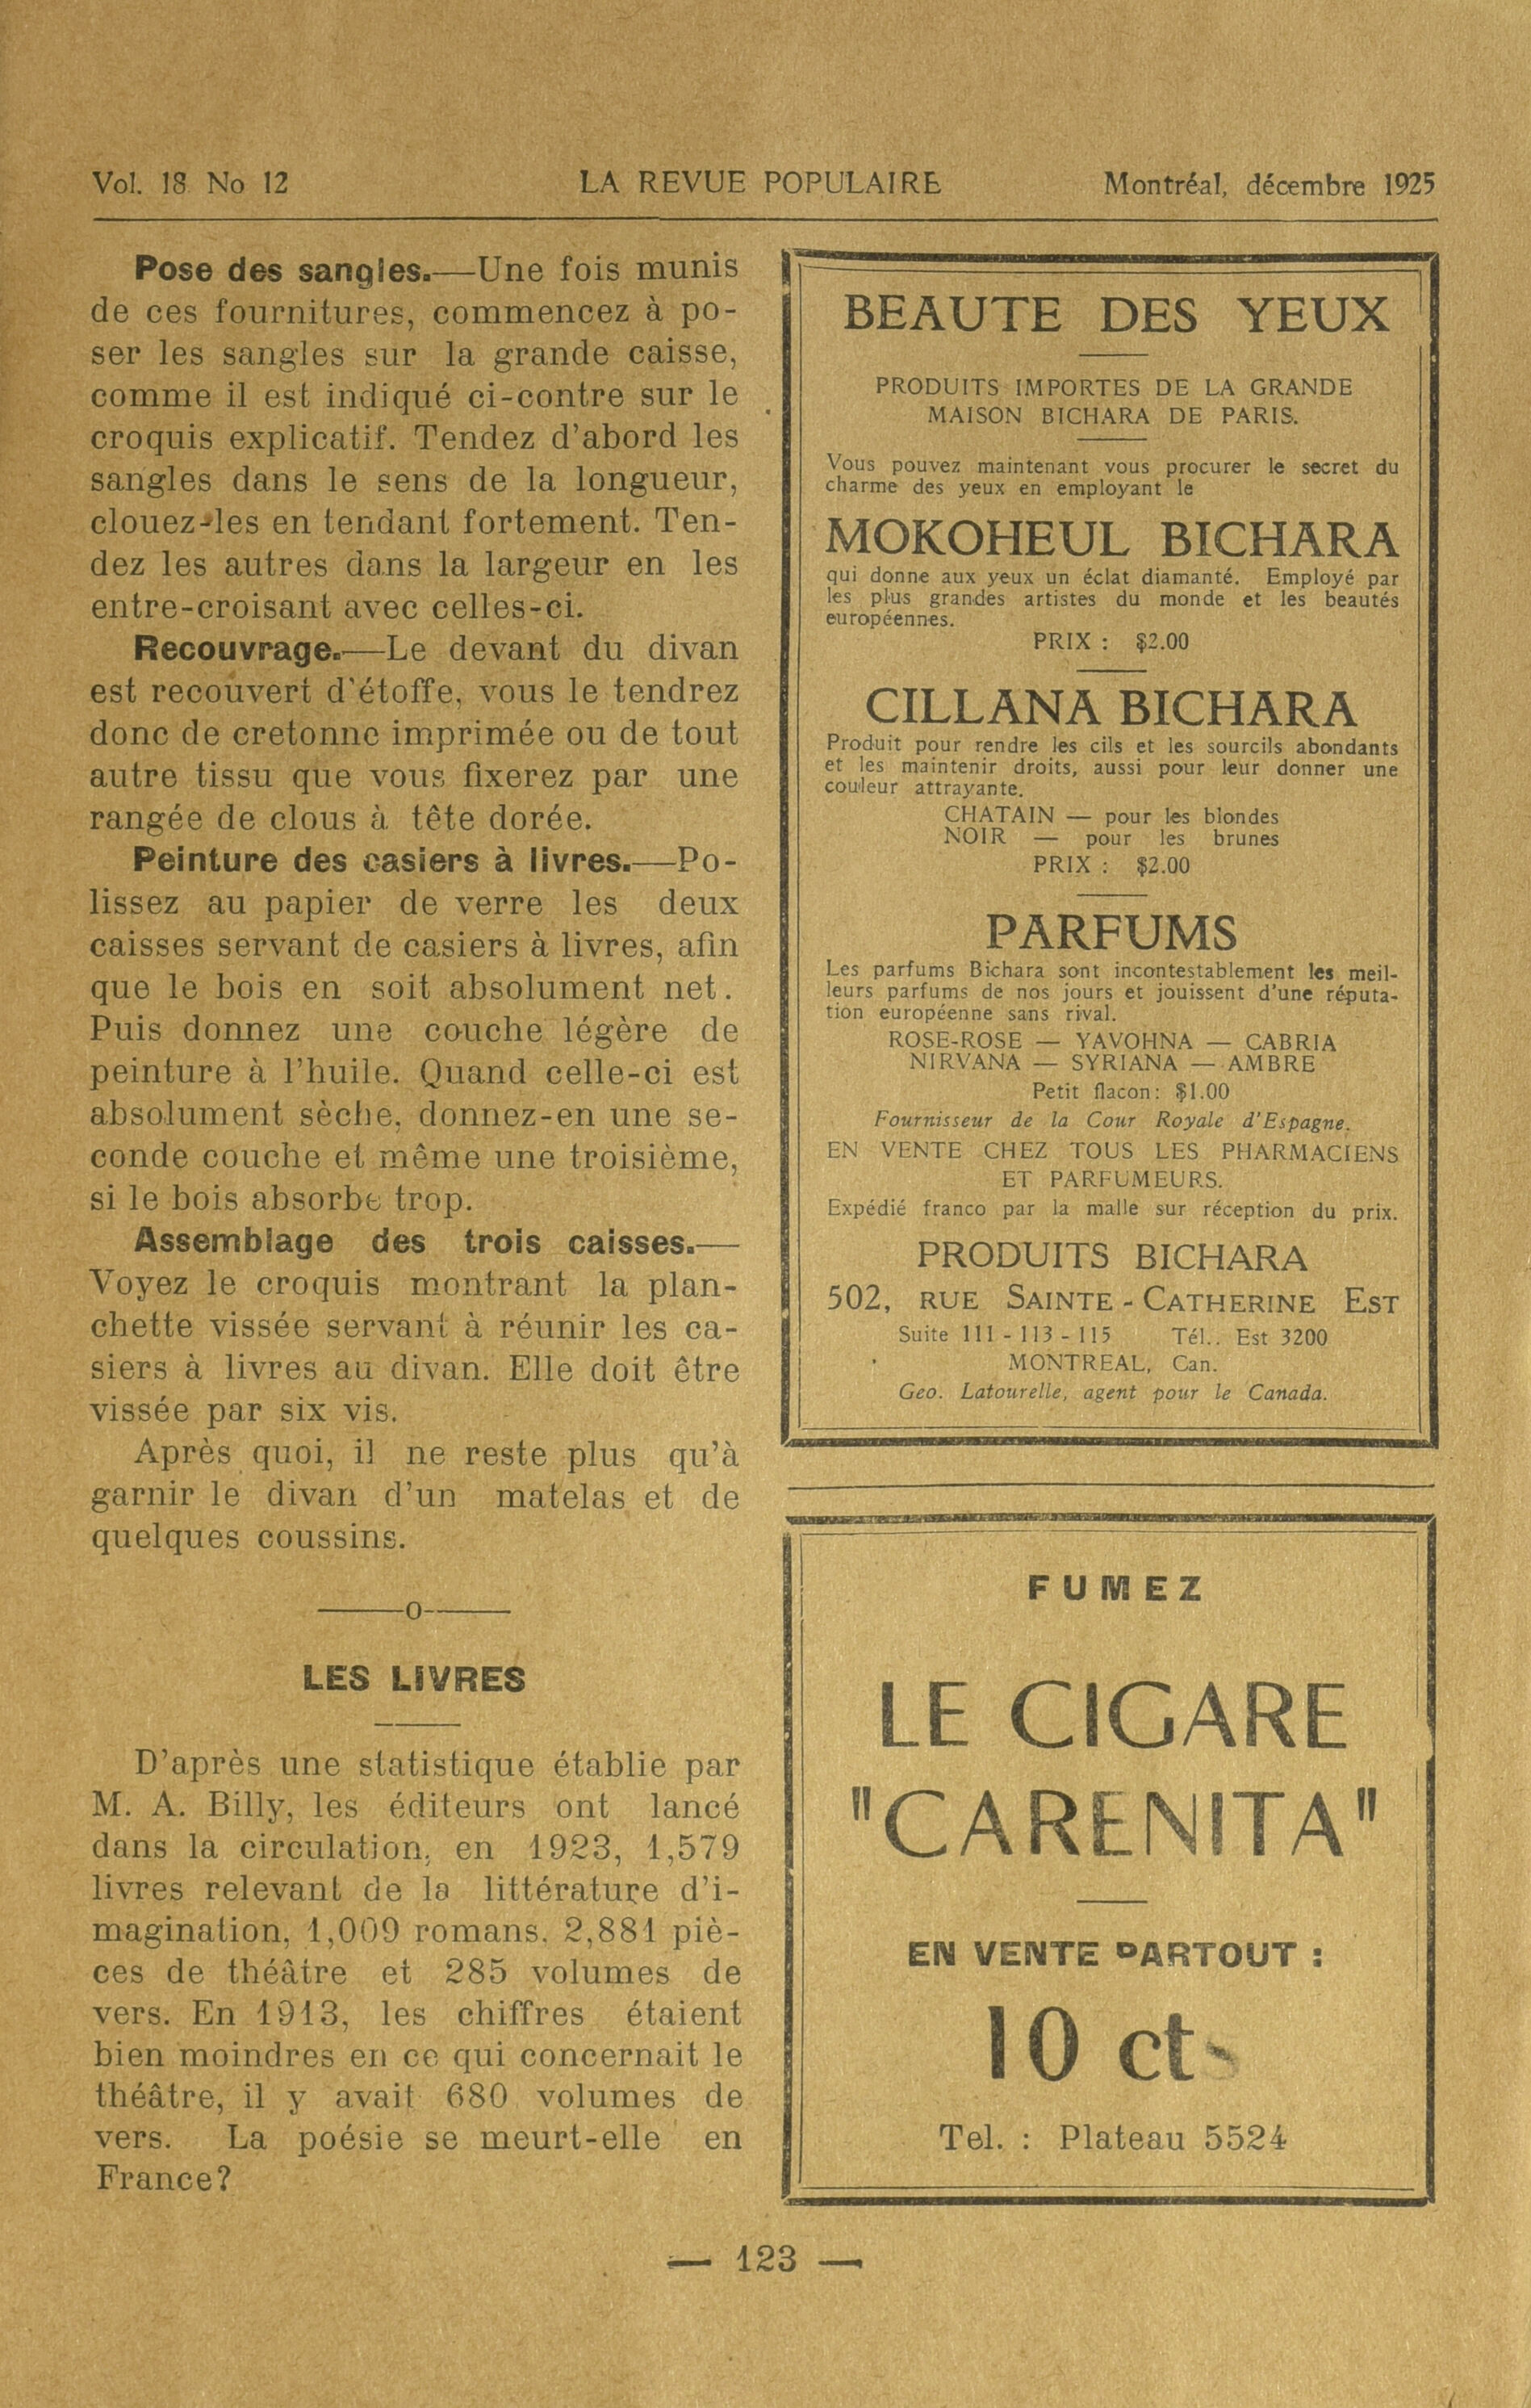 Vol. 18 No 12 LA REVUE POPULAIRE Montréal, décembre 1925
Pose des sangles.—Une fois munis
de ces fournitures, commencez à po-
ser les sangles sur la grande caisse,
comme il est indiqué ci-contre sur le
croquis explicatif. Tendez d'abord les
sangles dans le sens de la longueur,
clouez-les en tendant fortement. Ten-
dez les autres dans la largeur en les
entre-croisant avec celles-ci.
Recouvrage.—Le devant du divan
est recouvert d'étoffe, vous le tendrez
donc de cretonne imprimée ou de tout
autre tissu que vous fixerez par une
rangée de clous à tête dorée.
Peinture des casiers à livres.—Po-
lissez au papier de verre les deux
caisses servant de casiers à livres, afin
que le bois en soit absolument net.
Puis donnez une couche légère de
peinture à l'huile. Quand celle-ci est
absolument sèche, donnez-en une se-
conde couche et même une troisième,
si le bois absorbe trop.
Assemblage des trois caisses.—
Voyez le croquis montrant la plan-
chette vissée servant à réunir les ca-
siers à livres au divan. Elle doit être
vissée par six vis.
Après quoi, il ne reste plus qu'à
garnir le divan d'un matelas et de
quelques coussins.
—o—
LES LIVRES
D'après une statistique établie par
M. A. Billy, les éditeurs ont lancé
dans la circulation, en 1923, 1,579
livres relevant de la littérature d'i-
magination, 1,009 romans, 2,881 piè-
ces de théâtre et 285 volumes de
vers. En 1913, les chiffres étaient
bien moindres en ce qui concernait le
théâtre, il y avait 680 volumes de
vers. La poésie se meurt-elle en
France?
BEAUTE DES YEUX
PRODUITS IMPORTES DE LA GRANDE
MAISON BICHARA DE PARIS.
Vous pouvez maintenant vous procurer le secret du
charme des yeux en employant le
MOKOHEUL BICHARA
qui donne aux yeux un éclat diamanté. Employé par
les plus grandes artistes du monde et les beautés
européennes.
PRIX : $2.00
CILLANA BICHARA
Produit pour rendre les cils et les sourcils abondants
et les maintenir droits, aussi pour leur donner une
couleur attrayante.
CHATAIN — pour les blondes
NOIR — pour les brunes
PRIX : $2.00
PARFUMS
Les parfums Bichara sont incontestablement les meil-
leurs parfums de nos jours et jouissent d'une réputa-
tion européenne sans rival.
ROSE-ROSE — YAVOHNA — CABRIA
NIRVANA — SYRIANA — AMBRE
Petit flacon: $1.00
Fournisseur de la Cour Royale d'Espagne.
EN VENTE CHEZ TOUS LES PHARMACIENS
ET PARFUMEURS.
Expédié franco par la malle sur réception du prix.
PRODUITS BICHARA
502, RUE SAINTE-CATHERINE EST
Suite 111-113-115 Tél.. Est 3200
MONTREAL, Can.
Geo. Latourelle, agent pour le Canada.
FUMEZ
LE CIGARE
"CARENITA"
EN VENTE PARTOUT :
10 cts
Tel. : Plateau 5524
— 123 —